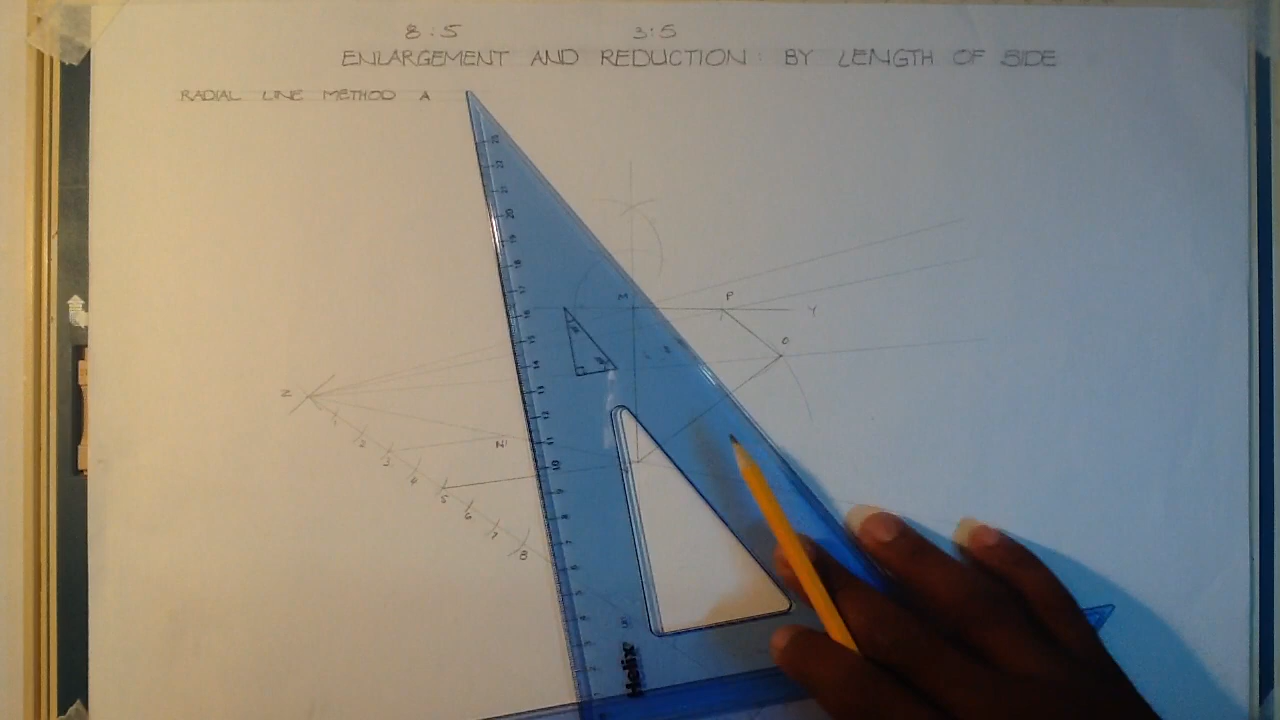 8:5 3:5
ENLARGEMENT AND REDUCTION: BY LENGTH OF SIDE
RADIAL LINE METHOD A
M P Y
O
Z
1
2
3
4
5
6
7
8
N'
Helix